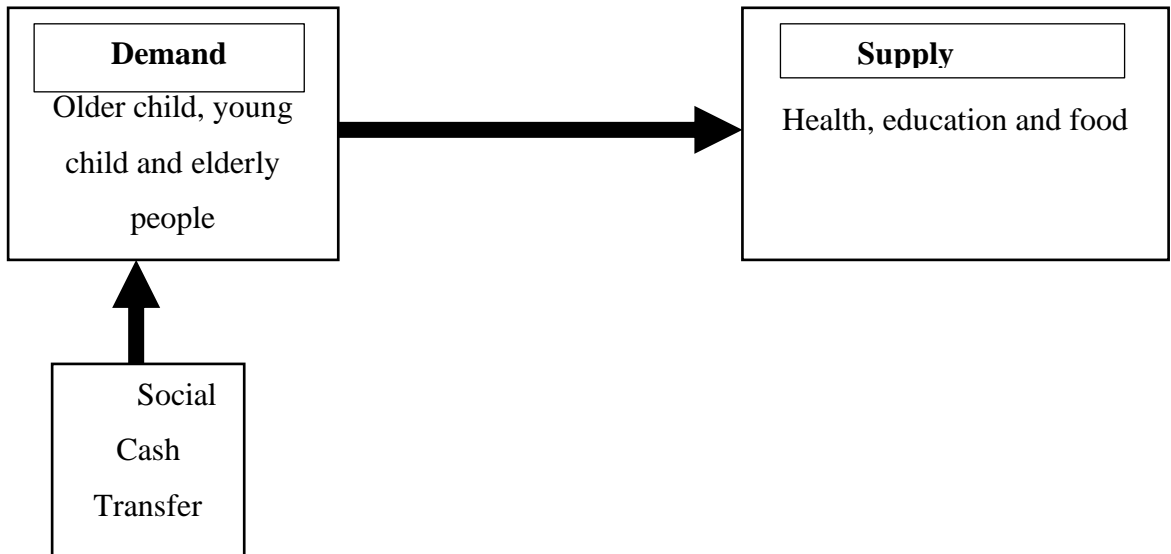 Demand
Older child, young
child and elderly
people
Supply
Health, education and food
Social
Cash
Transfer